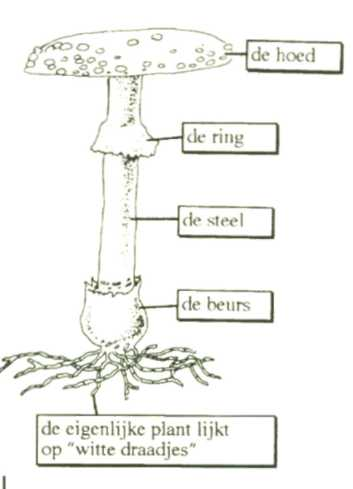 de hoed
de ring
de steel
de beurs
de eigenlijke plant lijkt
op "witte draadjes"